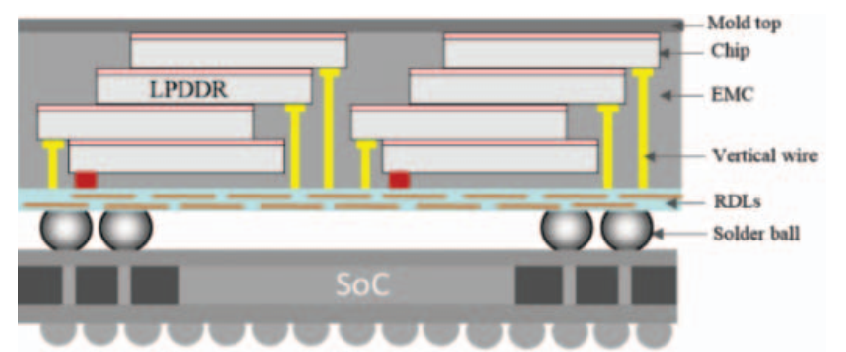 Mold top
Chip
LPDDR
EMC
Vertical wire
RDLs
Solder ball
SoC